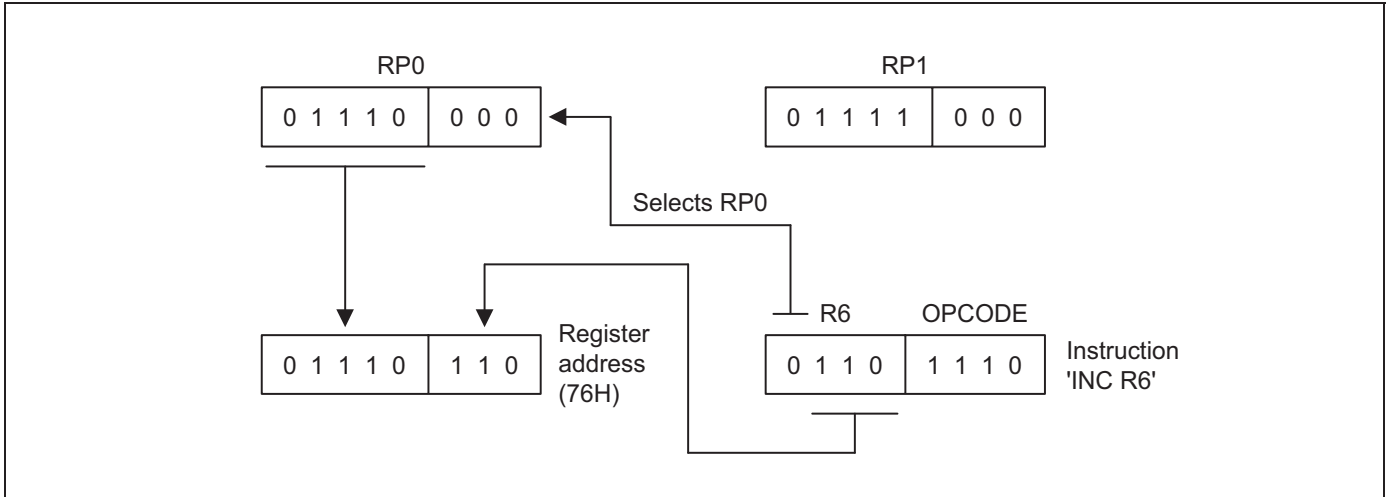 RP0
RP1
0 1 1 1 0 0 0 0
0 1 1 1 1 0 0 0
Selects RP0
R6 OPCODE
0 1 1 1 0 1 1 0
Register
address
(76H)
0 1 1 0 1 1 1 0
Instruction
'INC R6'